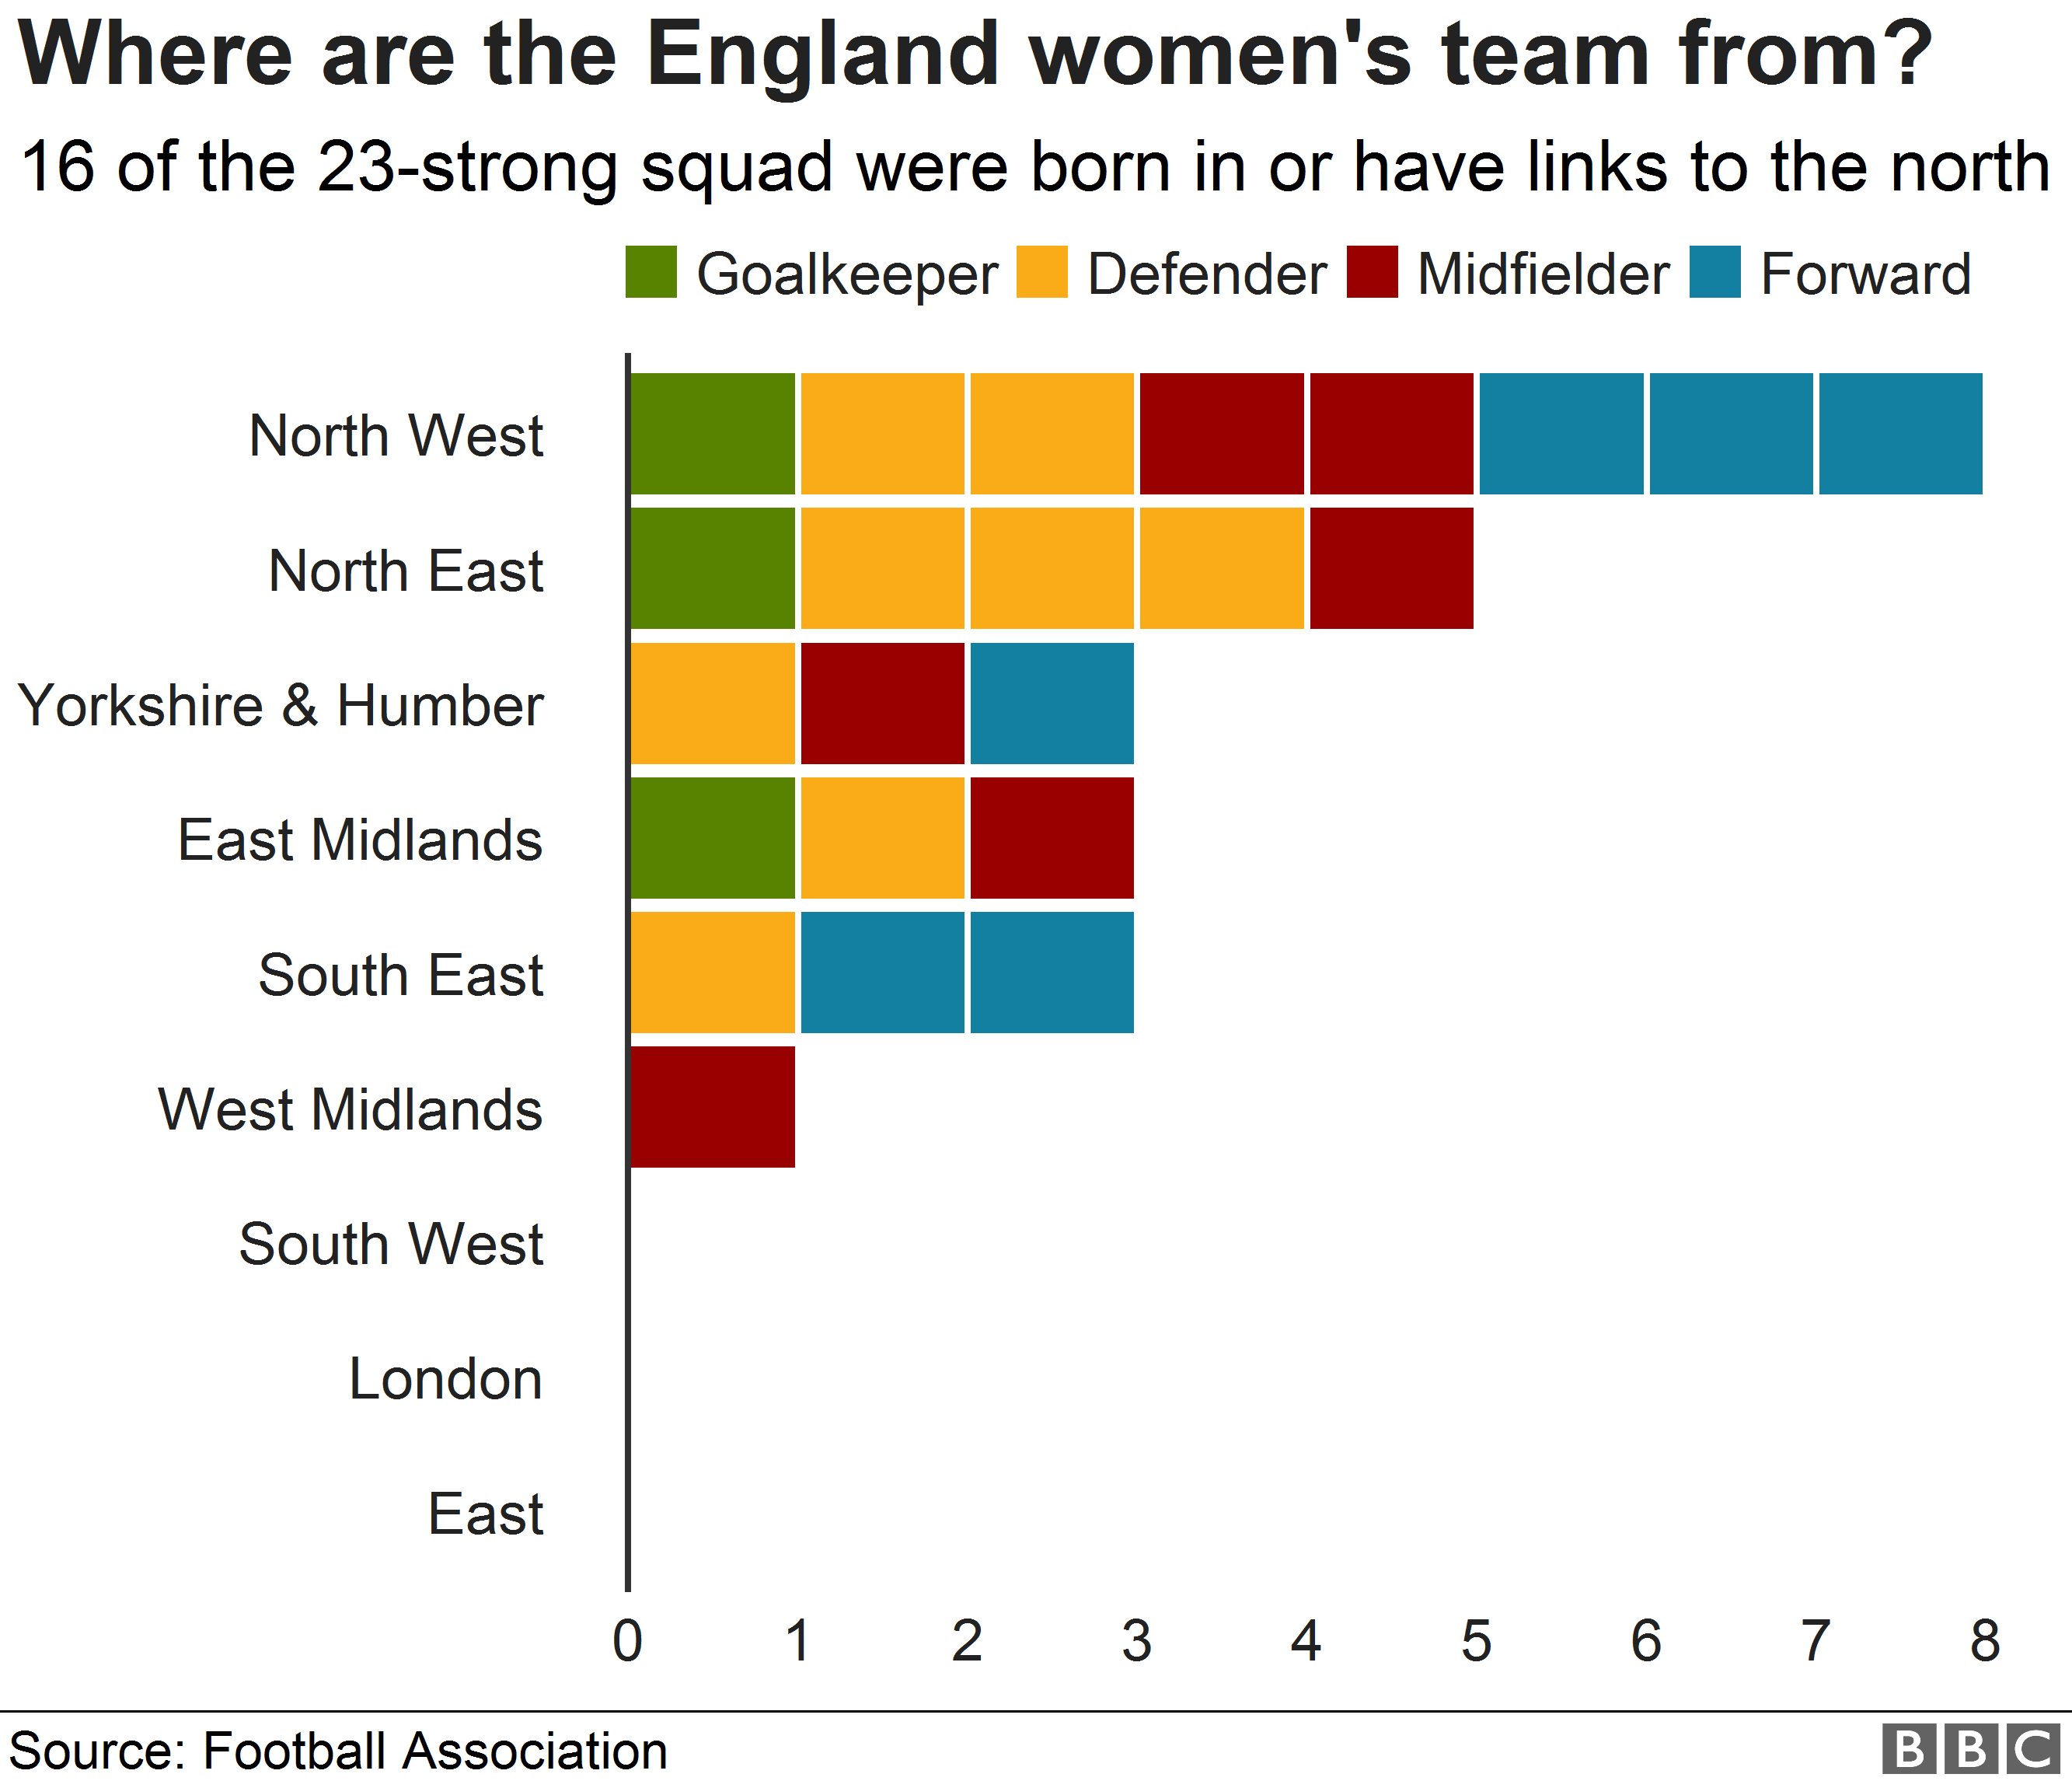 Where are the England women's team from?
16 of the 23-strong squad were born in or have links to the north
Goalkeeper Defender Midfielder Forward
North West
North East
Yorkshire & Humber
East Midlands
South East
West Midlands
South West
London
East
0 1 2 3 4 5 6 7 8
Source: Football Association
BBC